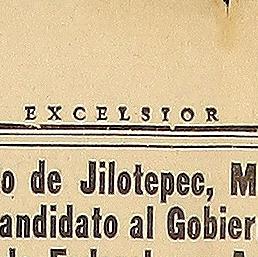 EXCELSIOR
o de Jilotepec, M
andidato al Gobier